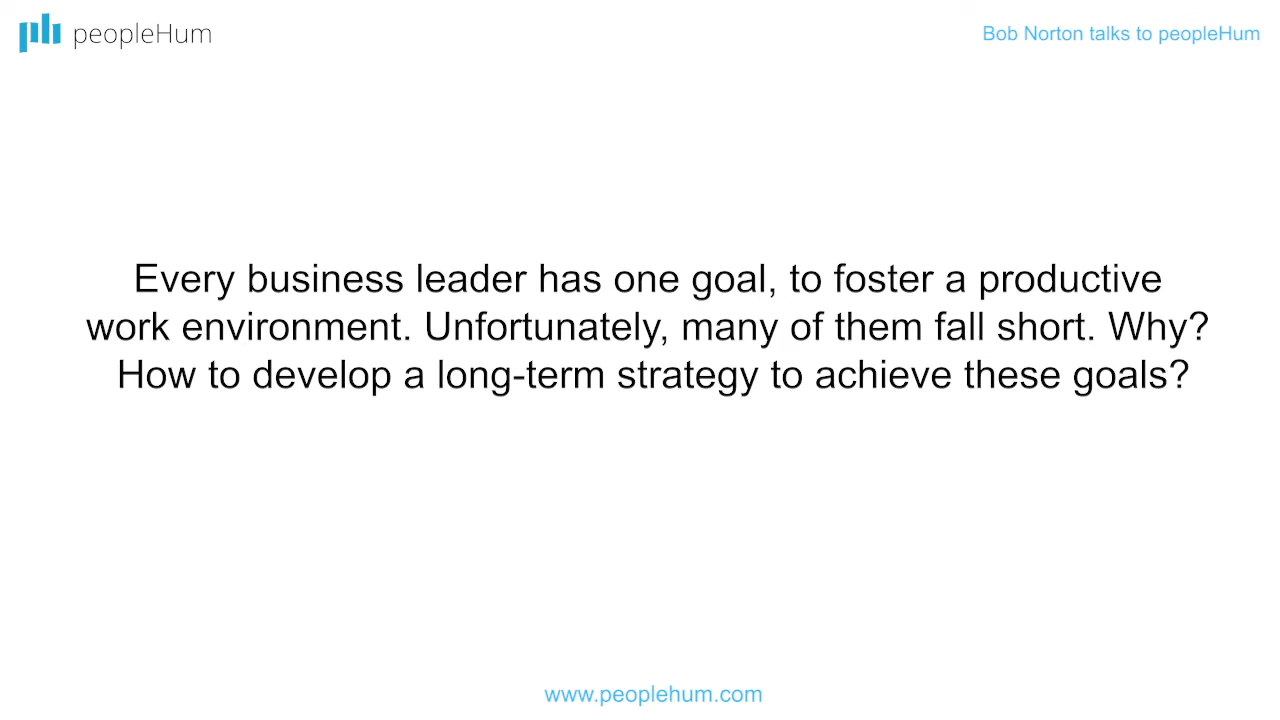 peopleHum
Bob Norton talks to peopleHum
Every business leader has one goal, to foster a productive
work environment. Unfortunately, many of them fall short. Why?
How to develop a long-term strategy to achieve these goals?
www.peoplehum.com